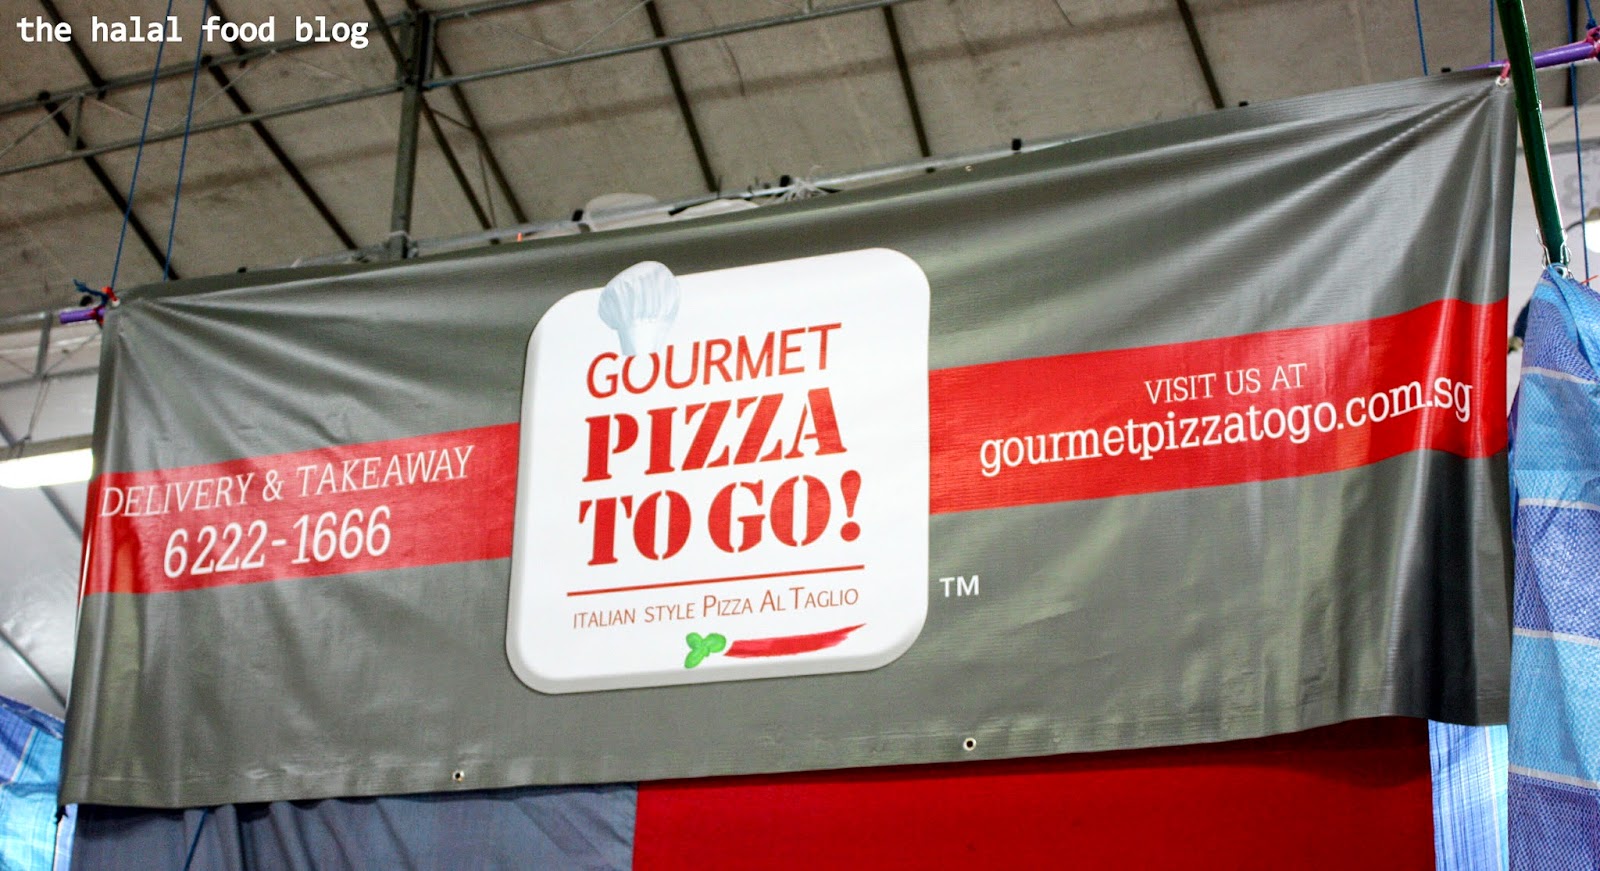 the halal food blog
DELIVERY & TAKEAWAY
6222-1666
GOURMET
PIZZA
TO GO!
ITALIAN STYLE PIZZA AL TAGLIO
TM
VISIT US AT
gourmetpizzatogo.com.sg